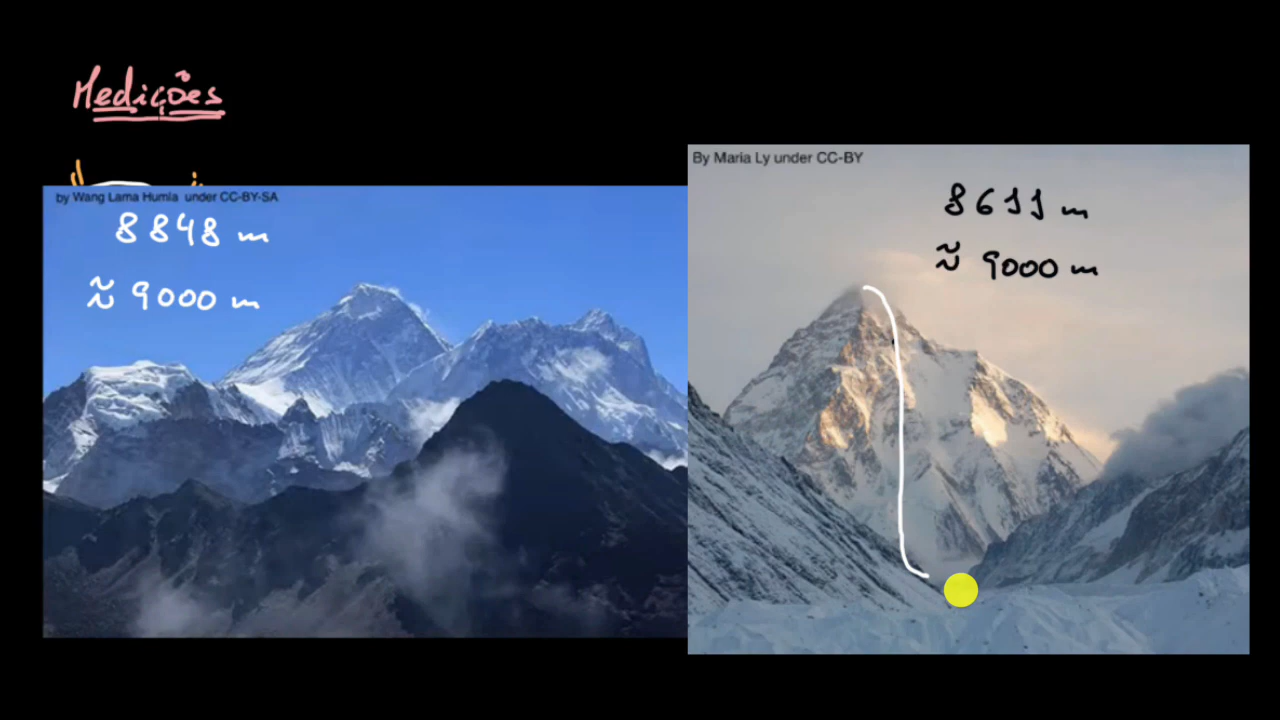 Medições
by Wang Lama Humla under CC-BY-SA
8848 m
≈ 9000 m
By Maria Ly under CC-BY
8611 m
≈ 9000 m